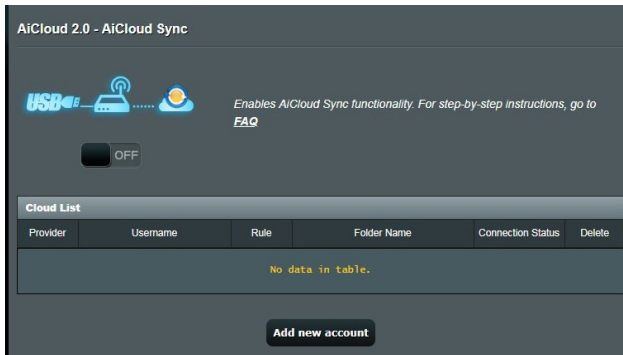 AiCloud 2.0 - AiCloud Sync
USB
Enables AiCloud Sync functionality. For step-by-step instructions, go to
FAQ
OFF
Cloud List
Provider Username Rule Folder Name Connection Status Delete
No data in table.
Add new account